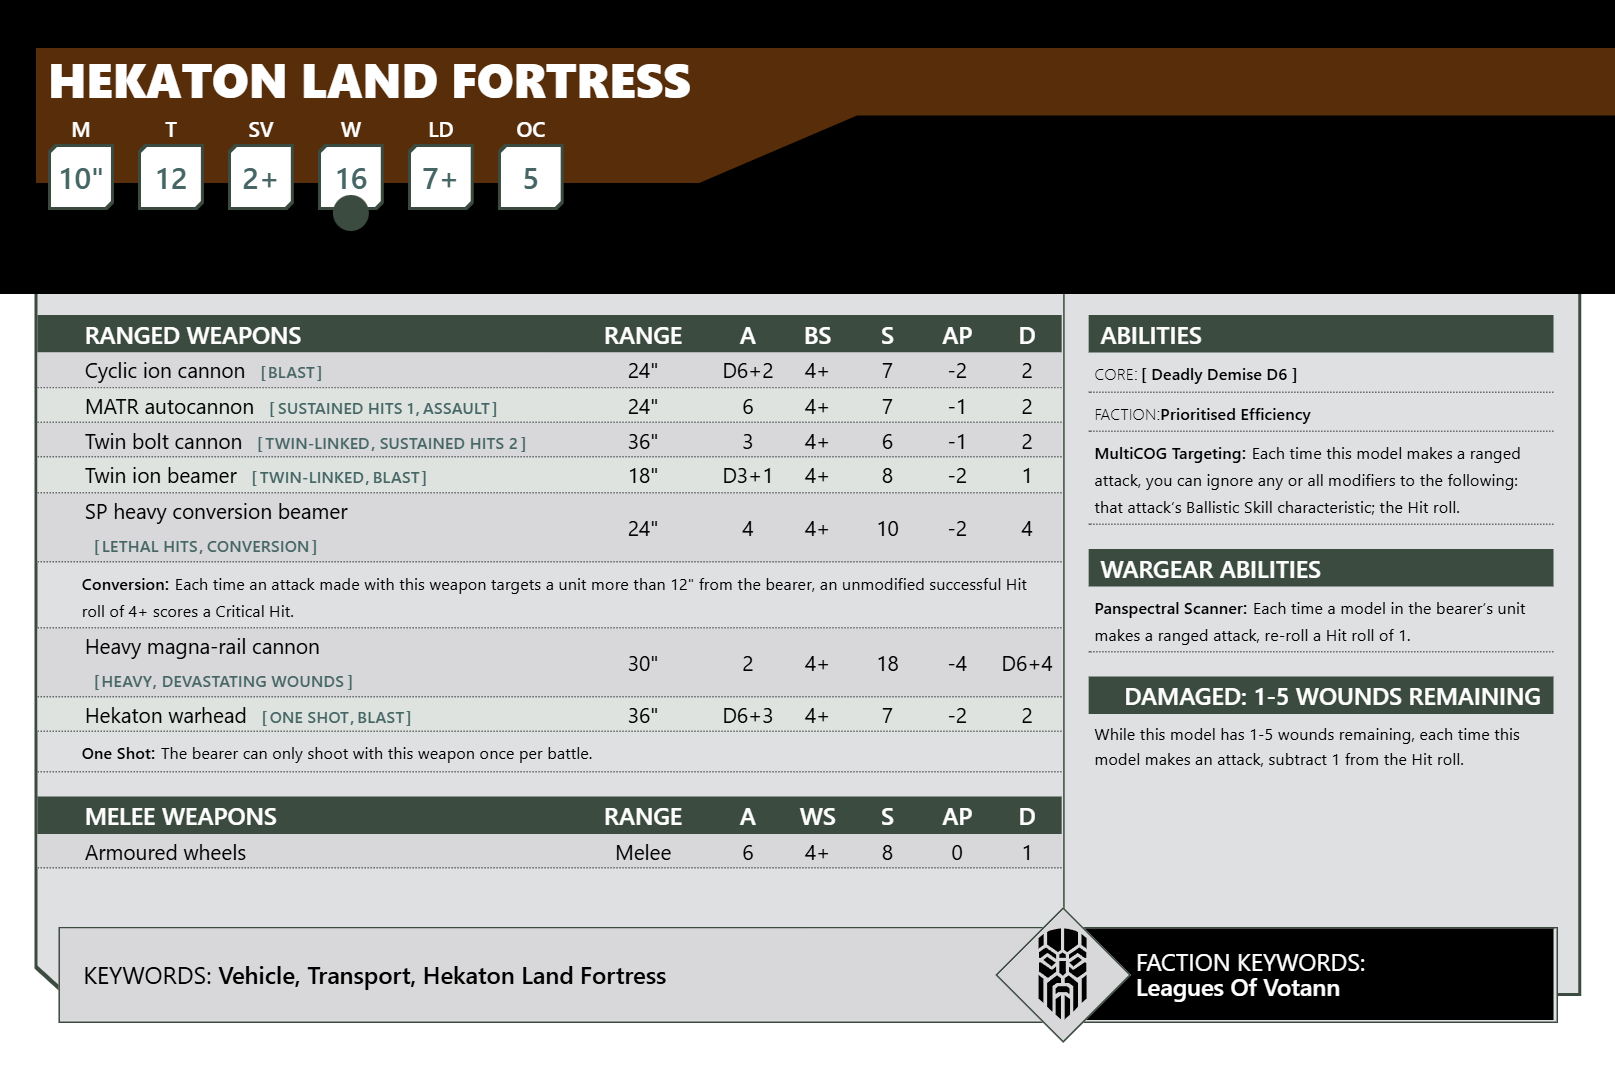 HEKATON LAND FORTRESS
M T SV W LD OC
10" 12 2+ 16 7+ 5
RANGED WEAPONS RANGE A BS S AP D
Cyclic ion cannon [BLAST] 24" D6+2 4+ 7 -2 2
MATR autocannon [SUSTAINED HITS 1, ASSAULT] 24" 6 4+ 7 -1 2
Twin bolt cannon [TWIN-LINKED, SUSTAINED HITS 2] 36" 3 4+ 6 -1 2
Twin ion beamer [TWIN-LINKED, BLAST] 18" D3+1 4+ 8 -2 1
SP heavy conversion beamer 24" 4 4+ 10 -2 4
[LETHAL HITS, CONVERSION]
Conversion: Each time an attack made with this weapon targets a unit more than 12" from the bearer, an unmodified successful Hit
roll of 4+ scores a Critical Hit.
Heavy magna-rail cannon 30" 2 4+ 18 -4 D6+4
[HEAVY, DEVASTATING WOUNDS]
Hekaton warhead [ONE SHOT, BLAST] 36" D6+3 4+ 7 -2 2
One Shot: The bearer can only shoot with this weapon once per battle.
MELEE WEAPONS RANGE A WS S AP D
Armoured wheels Melee 6 4+ 8 0 1
ABILITIES
CORE: [ Deadly Demise D6 ]
FACTION:Prioritised Efficiency
MultiCOG Targeting: Each time this model makes a ranged
attack, you can ignore any or all modifiers to the following:
that attack's Ballistic Skill characteristic; the Hit roll.
WARGEAR ABILITIES
Panspectral Scanner: Each time a model in the bearer's unit
makes a ranged attack, re-roll a Hit roll of 1.
DAMAGED: 1-5 WOUNDS REMAINING
While this model has 1-5 wounds remaining, each time this
model makes an attack, subtract 1 from the Hit roll.
KEYWORDS: Vehicle, Transport, Hekaton Land Fortress
FACTION KEYWORDS:
Leagues Of Votann